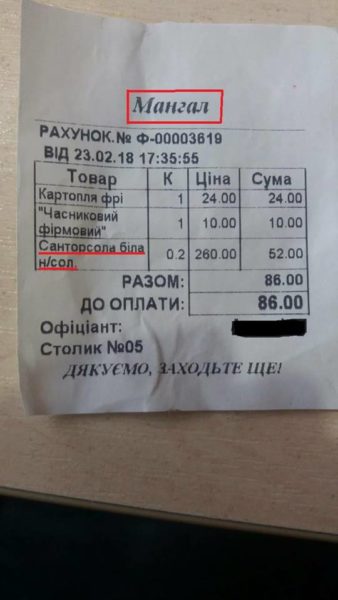 Мангал
РАХУНОК.№ Ф-00003619
ВІД 23.02.18 17:35:55
Товар К Ціна Сума
Картопля фрі 1 24.00 24.00
"Часниковий фірмовий" 1 10.00 10.00
Санторсола біла н/сол. 0.2 260.00 52.00
РАЗОМ: 86.00
ДО ОПЛАТИ: 86.00
Офіціант:
Столик №05
ДЯКУЄМО, ЗАХОДЬТЕ ЩЕ!